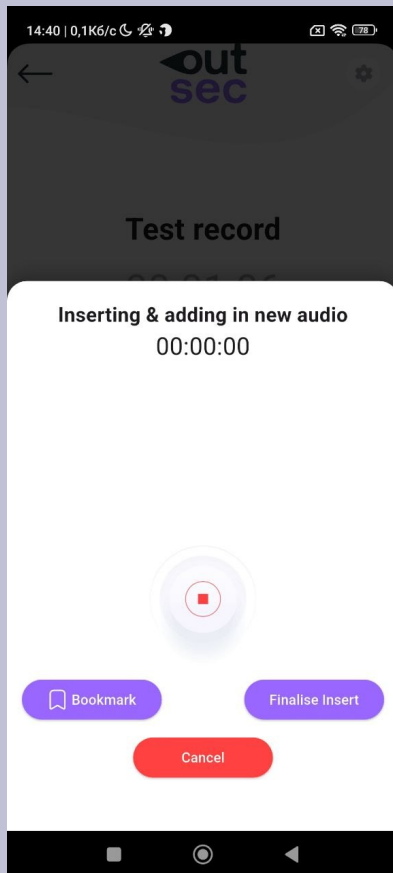 14:40 | 0,1Кб/с
78
out
sec
Test record
Inserting & adding in new audio
00:00:00
Bookmark
Finalise Insert
Cancel